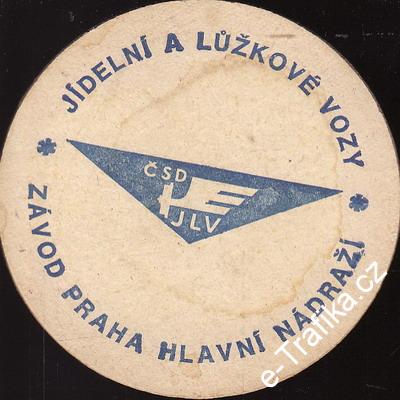 JÍDELNÍ A LŮŽKOVÉ VOZY
ČSD
JLV
ZÁVOD PRAHA HLAVNÍ NÁDRAŽÍ
e-Trafika.cz